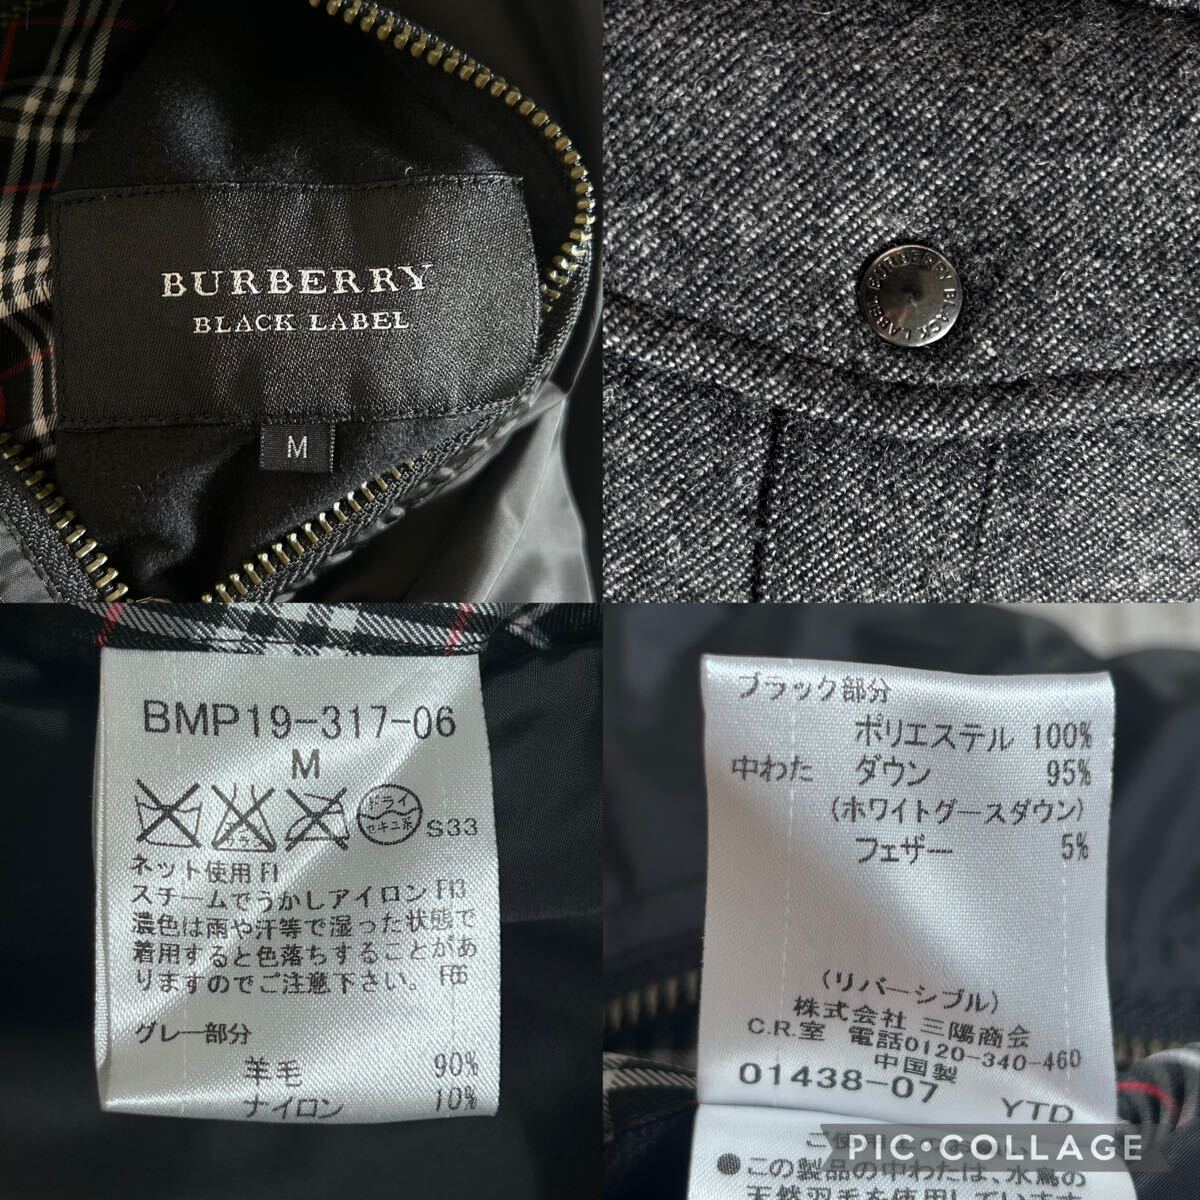 BURBERRY
BLACK LABEL
M
BURBERRY BLACK LABEL
BMP19-317-06
M
ドライ
セキユ系
S33
ネット使用 F1
スチームでうかしアイロン F13
濃色は雨や汗等で湿った状態で
着用すると色落ちすることがあ
りますのでご注意下さい。 F66
グレー部分
羊毛 90%
ナイロン 10%
ブラック部分
ポリエステル 100%
中わた ダウン 95%
(ホワイトグースダウン)
フェザー 5%
(リバーシブル)
株式会社 三陽商会
C.R.室 電話0120-340-460
中国製
01438-07
YTD
●この製品の中わたは、水鳥の
天然羽毛を使用して
PIC•COLLAGE